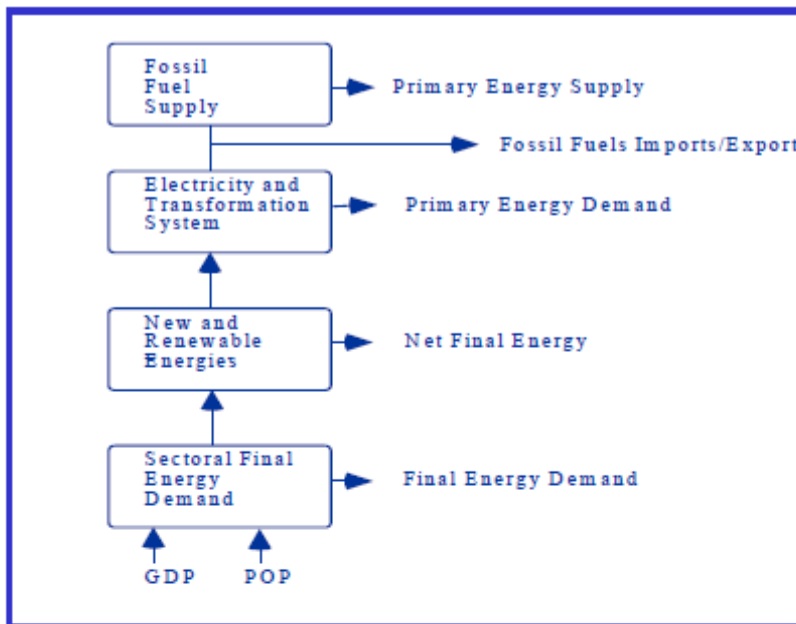 Fossil
Fuel
Supply
Primary Energy Supply
Fossil Fuels Imports/Export
Electricity and
Transformation
System
Primary Energy Demand
New and
Renewable
Energies
Net Final Energy
Sectoral Final
Energy
Demand
Final Energy Demand
GDP
POP